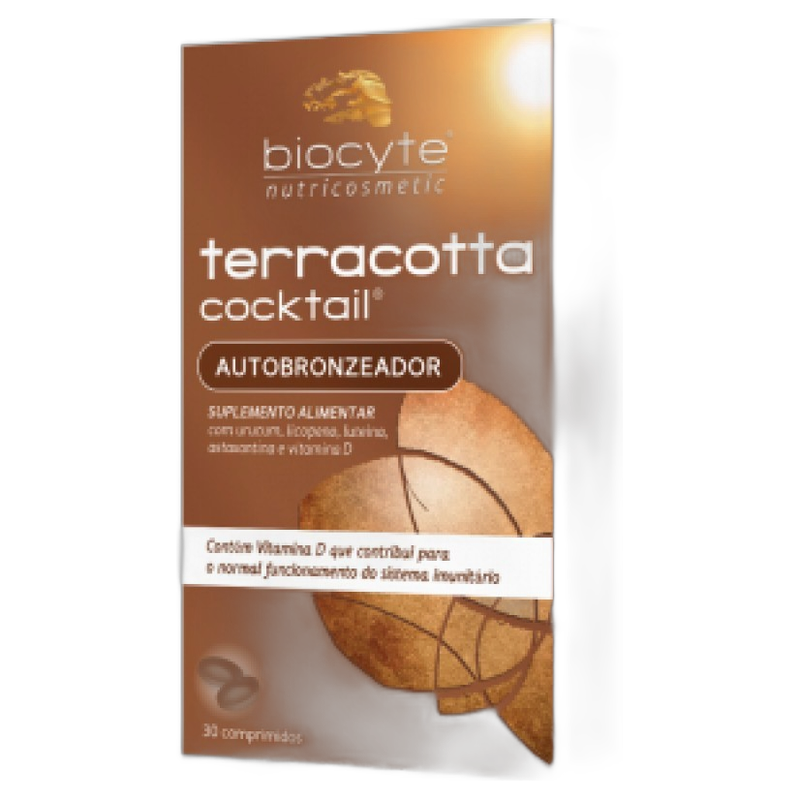 biocyte®
nutricosmetic
terracotta
cocktail®
AUTOBRONZEADOR
SUPLEMENTO ALIMENTAR
com urucum, licopeno, luteína,
astaxantina e vitamina D
Contém Vitamina D que contribui para
o normal funcionamento do sistema imunitário
30 comprimidos